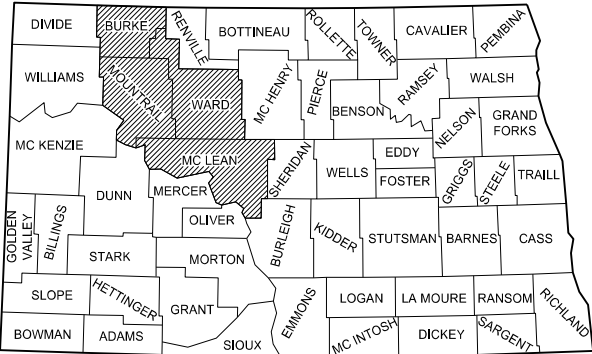 DIVIDE
BURKE
RENVILLE
BOTTINEAU
ROLLETTE
TOWNER
CAVALIER
PEMBINA
WILLIAMS
MOUNTRAIL
WARD
MC HENRY
PIERCE
BENSON
RAMSEY
WALSH
MC KENZIE
MC LEAN
SHERIDAN
WELLS
EDDY
FOSTER
NELSON
GRAND
FORKS
DUNN
MERCER
OLIVER
GRIGGS
STEELE
TRAILL
GOLDEN
VALLEY
BILLINGS
STARK
MORTON
BURLEIGH
KIDDER
STUTSMAN
BARNES
CASS
SLOPE
HETTINGER
GRANT
EMMONS
LOGAN
LA MOURE
RANSOM
RICHLAND
BOWMAN
ADAMS
SIOUX
MC INTOSH
DICKEY
SARGENT